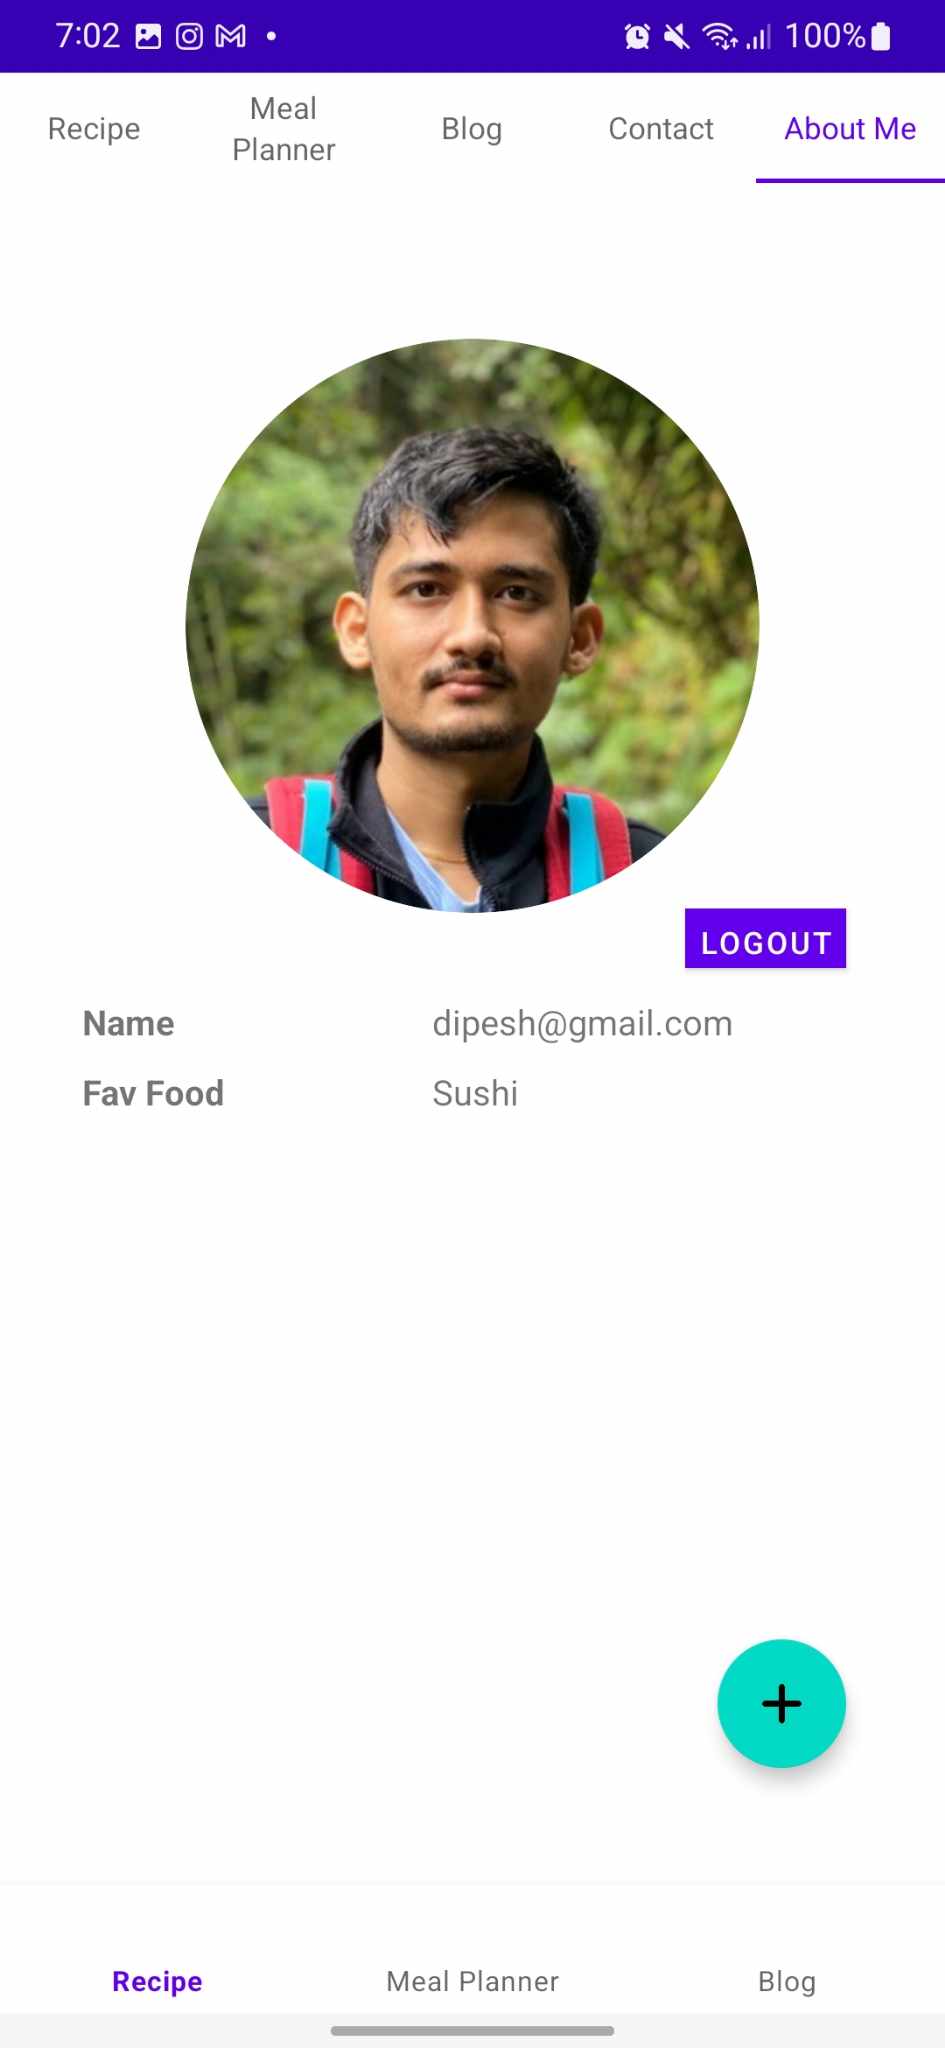 7:02 100%
Recipe
Meal
Planner
Blog
Contact
About Me
LOGOUT
Name dipesh@gmail.com
Fav Food Sushi
Recipe Meal Planner Blog